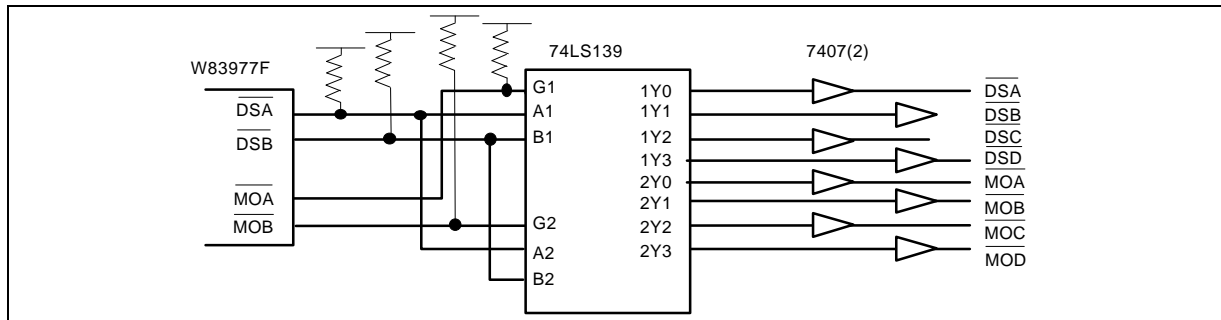 74LS139
7407(2)
W83977F
DSA
DSB
MOA
MOB
G1
A1
B1
G2
A2
B2
1Y0
1Y1
1Y2
1Y3
2Y0
2Y1
2Y2
2Y3
DSA
DSB
DSC
DSD
MOA
MOB
MOC
MOD